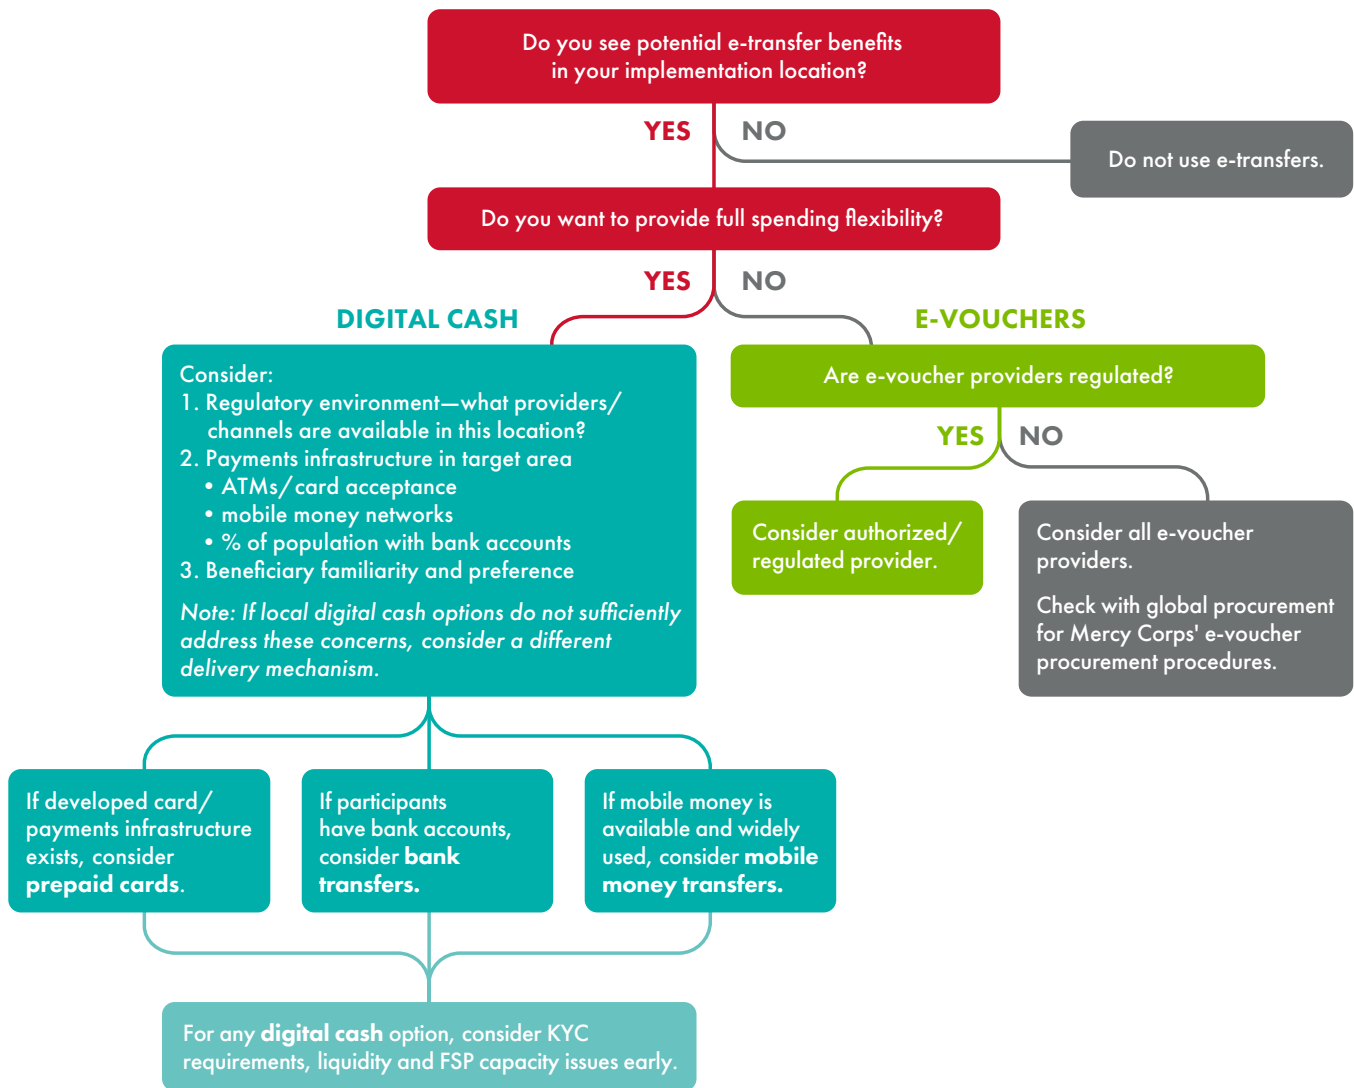 Do you see potential e-transfer benefits
in your implementation location?
YES
NO
Do not use e-transfers.
Do you want to provide full spending flexibility?
YES
NO
DIGITAL CASH
E-VOUCHERS
Consider:
1. Regulatory environment—what providers/
channels are available in this location?
2. Payments infrastructure in target area
• ATMs/card acceptance
• mobile money networks
• % of population with bank accounts
3. Beneficiary familiarity and preference
Note: If local digital cash options do not sufficiently
address these concerns, consider a different
delivery mechanism.
Are e-voucher providers regulated?
YES
NO
Consider authorized/
regulated provider.
Consider all e-voucher
providers.
Check with global procurement
for Mercy Corps' e-voucher
procurement procedures.
If developed card/
payments infrastructure
exists, consider
prepaid cards.
If participants
have bank accounts,
consider bank
transfers.
If mobile money is
available and widely
used, consider mobile
money transfers.
For any digital cash option, consider KYC
requirements, liquidity and FSP capacity issues early.